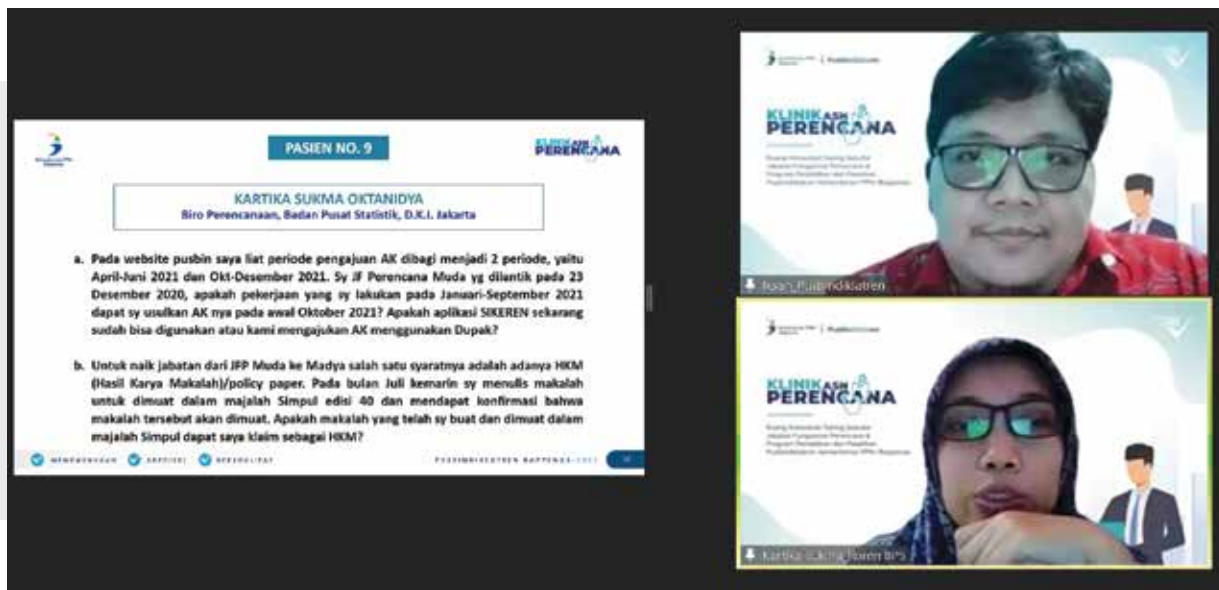 PASIEN NO. 9
KLINIK ASN
PERENCANA
KARTIKA SUKMA OKTANIDYA
Biro Perencanaan, Badan Pusat Statistik, D.K.I. Jakarta
a. Pada website pusbin saya liat periode pengajuan AK dibagi menjadi 2 periode, yaitu
April-Juni 2021 dan Okt-Desember 2021. Sy JF Perencana Muda yg dilantik pada 23
Desember 2020, apakah pekerjaan yang sy lakukan pada Januari-September 2021
dapat sy usulkan AK nya pada awal Oktober 2021? Apakah aplikasi SIKEREN sekarang
sudah bisa digunakan atau kami mengajukan AK menggunakan Dupak?
b. Untuk naik jabatan dari JFP Muda ke Madya salah satu syaratnya adalah adanya HKM
(Hasil Karya Makalah)/policy paper. Pada bulan Juli kemarin sy menulis makalah
untuk dimuat dalam majalah Simpul edisi 40 dan mendapat konfirmasi bahwa
makalah tersebut akan dimuat. Apakah makalah yang telah sy buat dan dimuat dalam
majalah Simpul dapat saya klaim sebagai HKM?
KLINIK ASN
PERENCANA
Pusbindiklatren
KLINIK ASN
PERENCANA
Kartika Sukma_Roren BPS